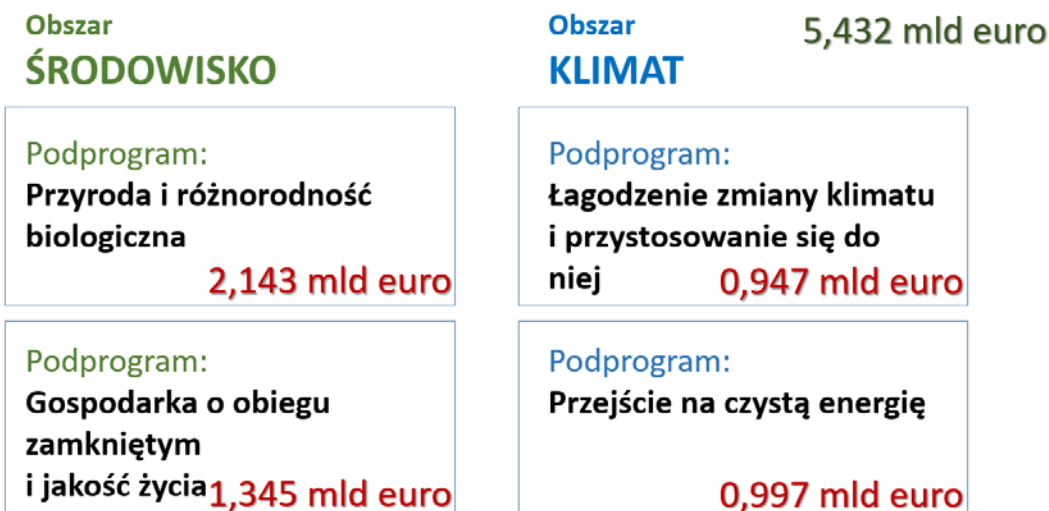 Obszar
ŚRODOWISKO
Obszar
KLIMAT
5,432 mld euro
Podprogram:
Przyroda i różnorodność
biologiczna
2,143 mld euro
Podprogram:
Łagodzenie zmiany klimatu
i przystosowanie się do
niej
0,947 mld euro
Podprogram:
Gospodarka o obiegu
zamkniętym
i jakość życia
1,345 mld euro
Podprogram:
Przejście na czystą energię
0,997 mld euro